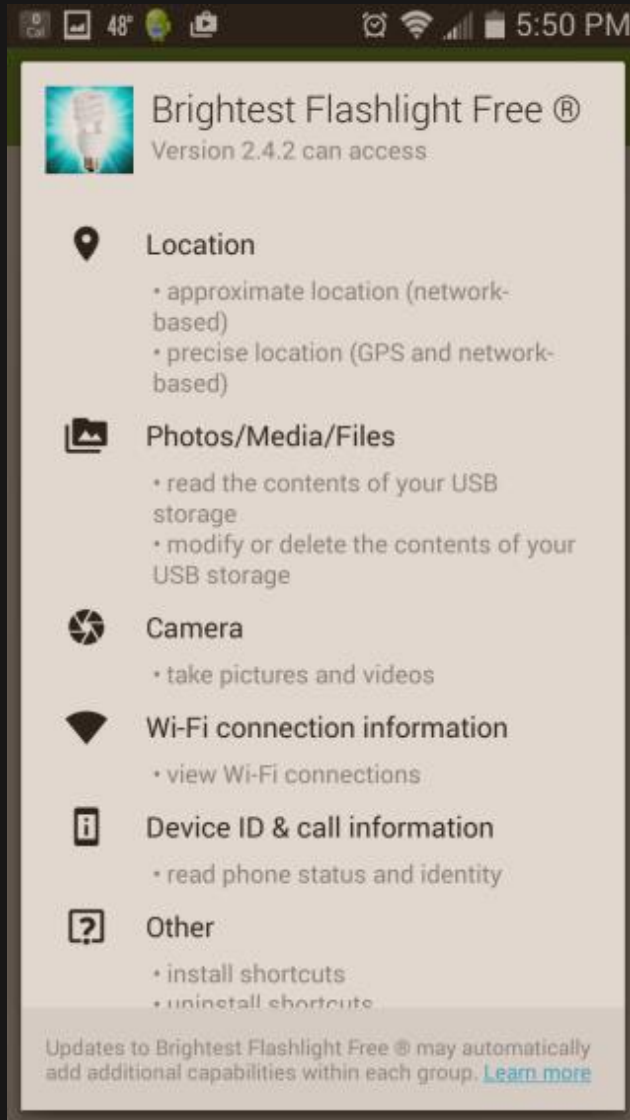 0
Cal
48°
5:50 PM
Brightest Flashlight Free ®
Version 2.4.2 can access
Location
• approximate location (network-
based)
• precise location (GPS and network-
based)
Photos/Media/Files
• read the contents of your USB
storage
• modify or delete the contents of your
USB storage
Camera
• take pictures and videos
Wi-Fi connection information
• view Wi-Fi connections
Device ID & call information
• read phone status and identity
Other
• install shortcuts
• uninstall shortcuts
Updates to Brightest Flashlight Free ® may automatically
add additional capabilities within each group. Learn more